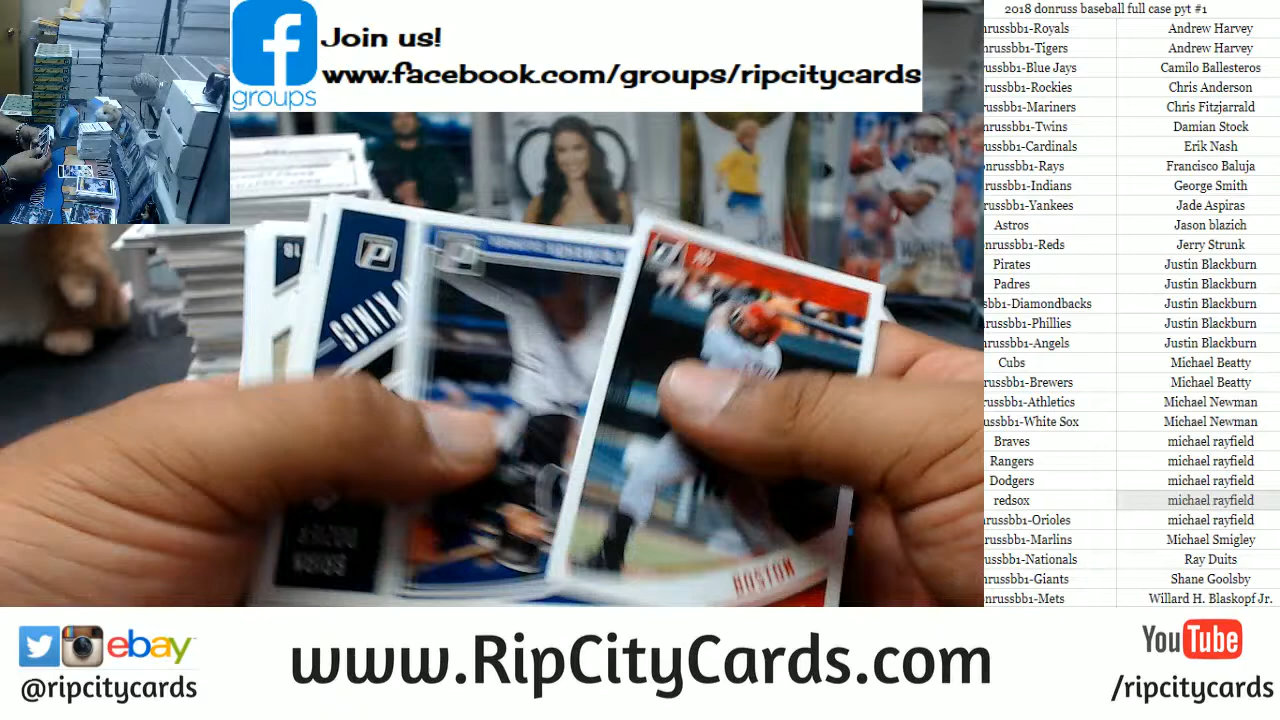 Join us!
www.facebook.com/groups/ripcitycards
groups
2018 donruss baseball full case pyt #1
nrussbb1-Royals Andrew Harvey
nrussbb1-Tigers Andrew Harvey
russbb1-Blue Jays Camilo Ballesteros
nrussbb1-Rockies Chris Anderson
russbb1-Mariners Chris Fitzjarrald
nrussbb1-Twins Damian Stock
russbb1-Cardinals Erik Nash
nrussbb1-Rays Francisco Baluja
nrussbb1-Indians George Smith
russbb1-Yankees Jade Aspiras
Astros Jason blazich
onrussbb1-Reds Jerry Strunk
Pirates Justin Blackburn
Padres Justin Blackburn
sbb1-Diamondbacks Justin Blackburn
russbb1-Phillies Justin Blackburn
nrussbb1-Angels Justin Blackburn
Cubs Michael Beatty
russbb1-Brewers Michael Beatty
russbb1-Athletics Michael Newman
russbb1-White Sox Michael Newman
Braves michael rayfield
Rangers michael rayfield
Dodgers michael rayfield
redsox michael rayfield
nrussbb1-Orioles michael rayfield
russbb1-Marlins Michael Smigley
russbb1-Nationals Ray Duits
nrussbb1-Giants Shane Goolsby
onrussbb1-Mets Willard H. Blaskopf Jr.
KINGS
BOSTON
ebay
@ripcitycards
www.RipCityCards.com
YouTube
/ripcitycards